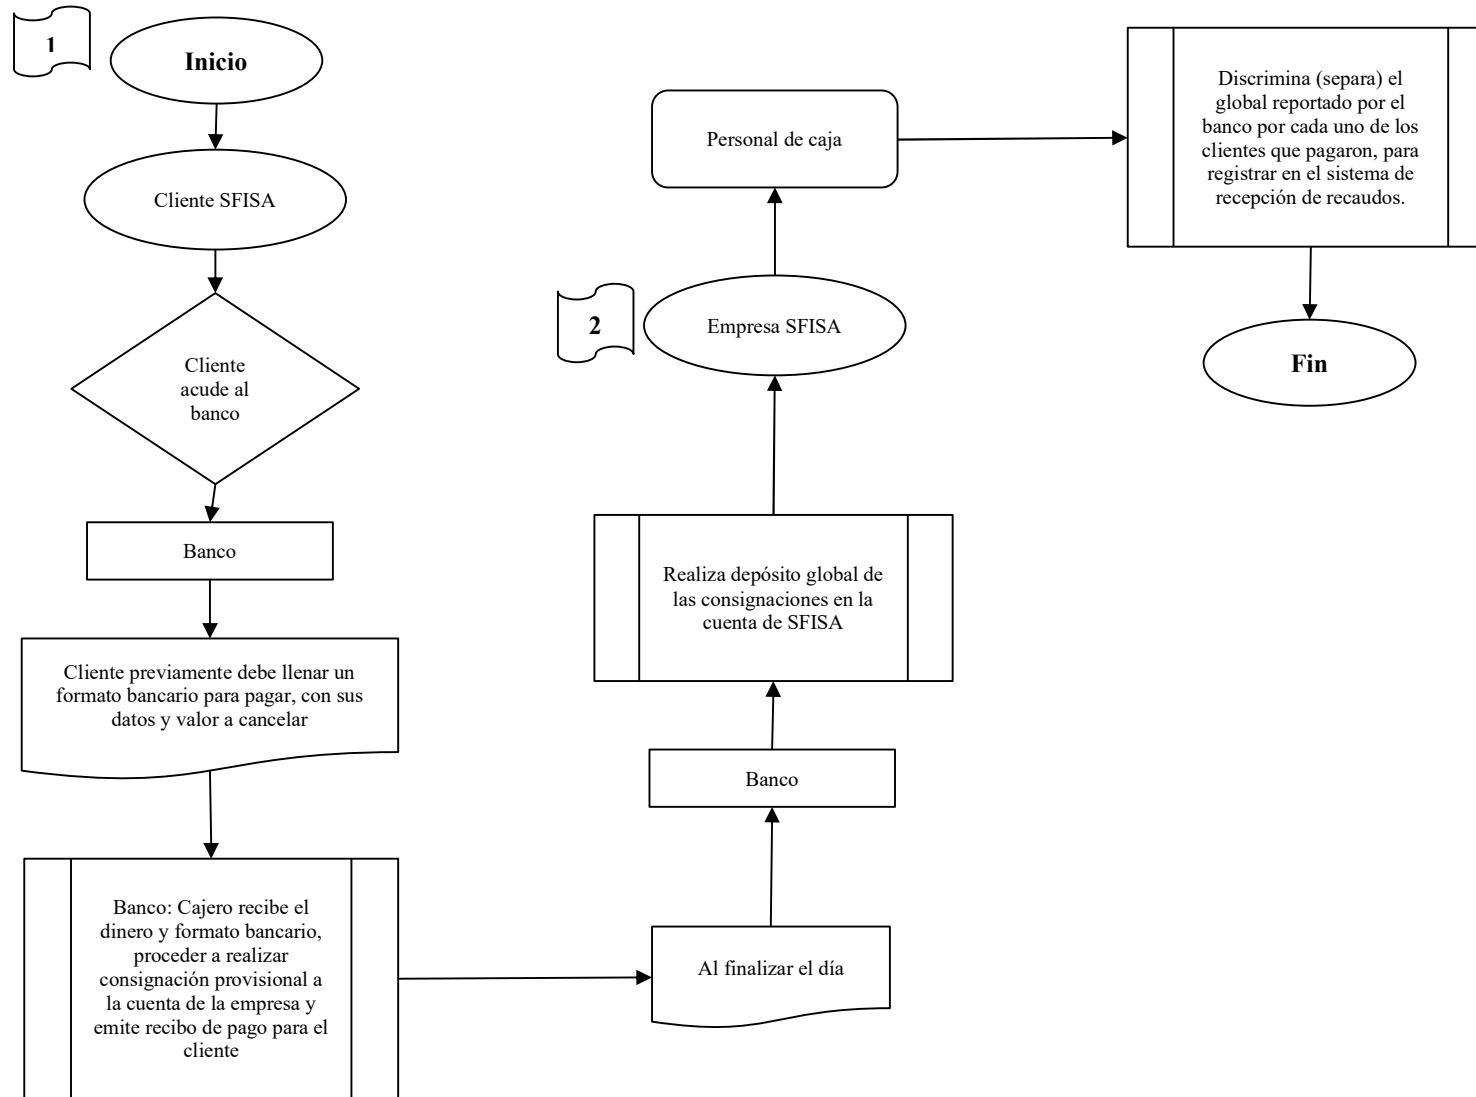 1
Inicio
Cliente SFISA
Cliente
acude al
banco
Banco
Cliente previamente debe llenar un
formato bancario para pagar, con sus
datos y valor a cancelar
Banco: Cajero recibe el
dinero y formato bancario,
proceder a realizar
consignación provisional a
la cuenta de la empresa y
emite recibo de pago para el
cliente
Al finalizar el día
Banco
Realiza depósito global de
las consignaciones en la
cuenta de SFISA
2
Empresa SFISA
Personal de caja
Discrimina (separa) el
global reportado por el
banco por cada uno de los
clientes que pagaron, para
registrar en el sistema de
recepción de recaudos.
Fin